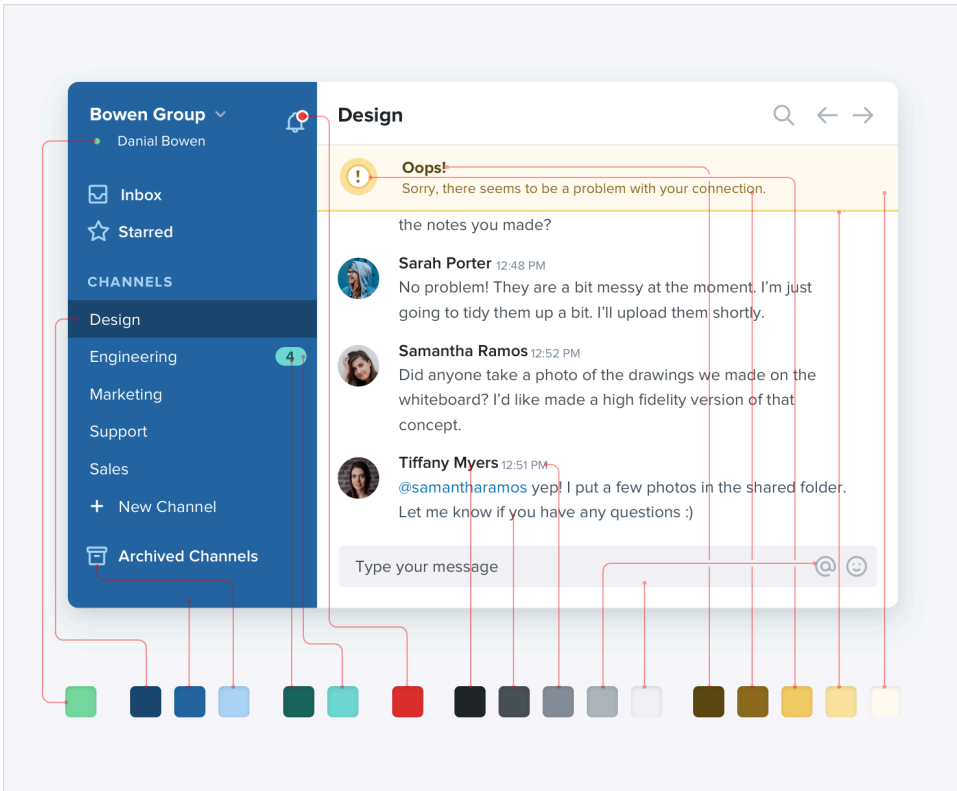 Bowen Group
Danial Bowen
Inbox
Starred
CHANNELS
Design
Engineering
4
Marketing
Support
Sales
+ New Channel
Archived Channels
Design
!
Oops!
Sorry, there seems to be a problem with your connection.
the notes you made?
Sarah Porter 12:48 PM
No problem! They are a bit messy at the moment. I’m just
going to tidy them up a bit. I’ll upload them shortly.
Samantha Ramos 12:52 PM
Did anyone take a photo of the drawings we made on the
whiteboard? I’d like made a high fidelity version of that
concept.
Tiffany Myers 12:51 PM
@samantharamos yep! I put a few photos in the shared folder.
Let me know if you have any questions :)
Type your message
@